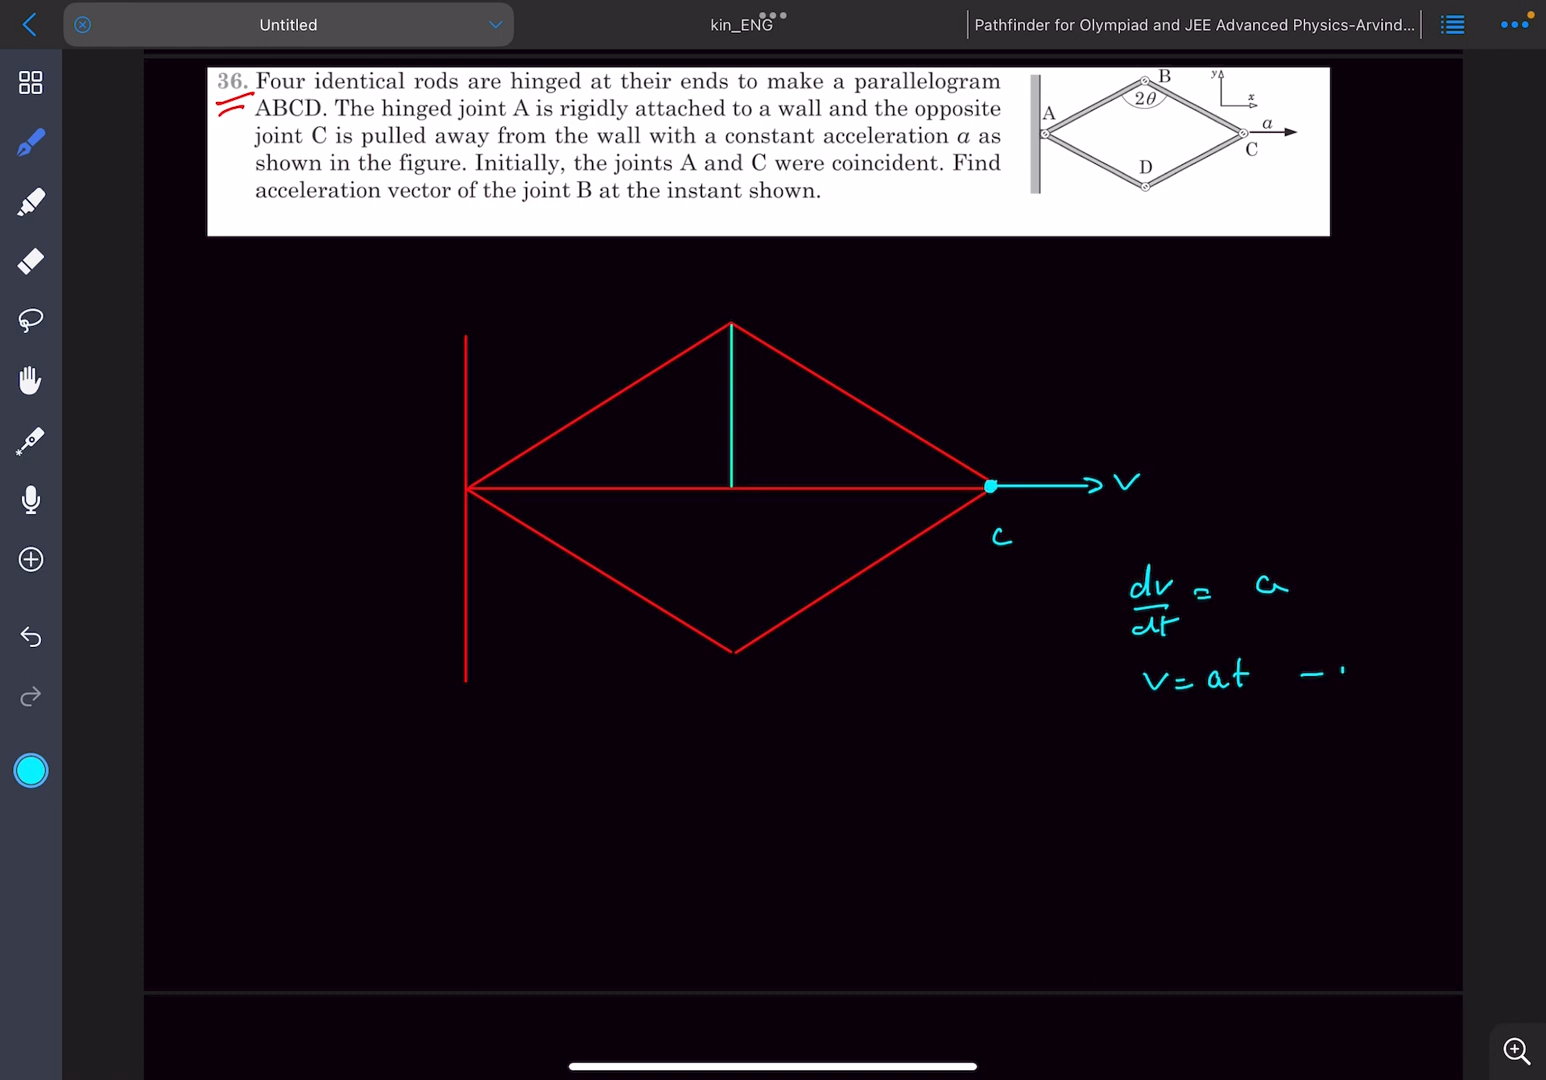 Untitled
kin_ENG
Pathfinder for Olympiad and JEE Advanced Physics-Arvind...
36. Four identical rods are hinged at their ends to make a parallelogram
ABCD. The hinged joint A is rigidly attached to a wall and the opposite
joint C is pulled away from the wall with a constant acceleration a as
shown in the figure. Initially, the joints A and C were coincident. Find
acceleration vector of the joint B at the instant shown.
A
B
2θ
y
x
a
C
D
v
c
dv/dt = a
v = at